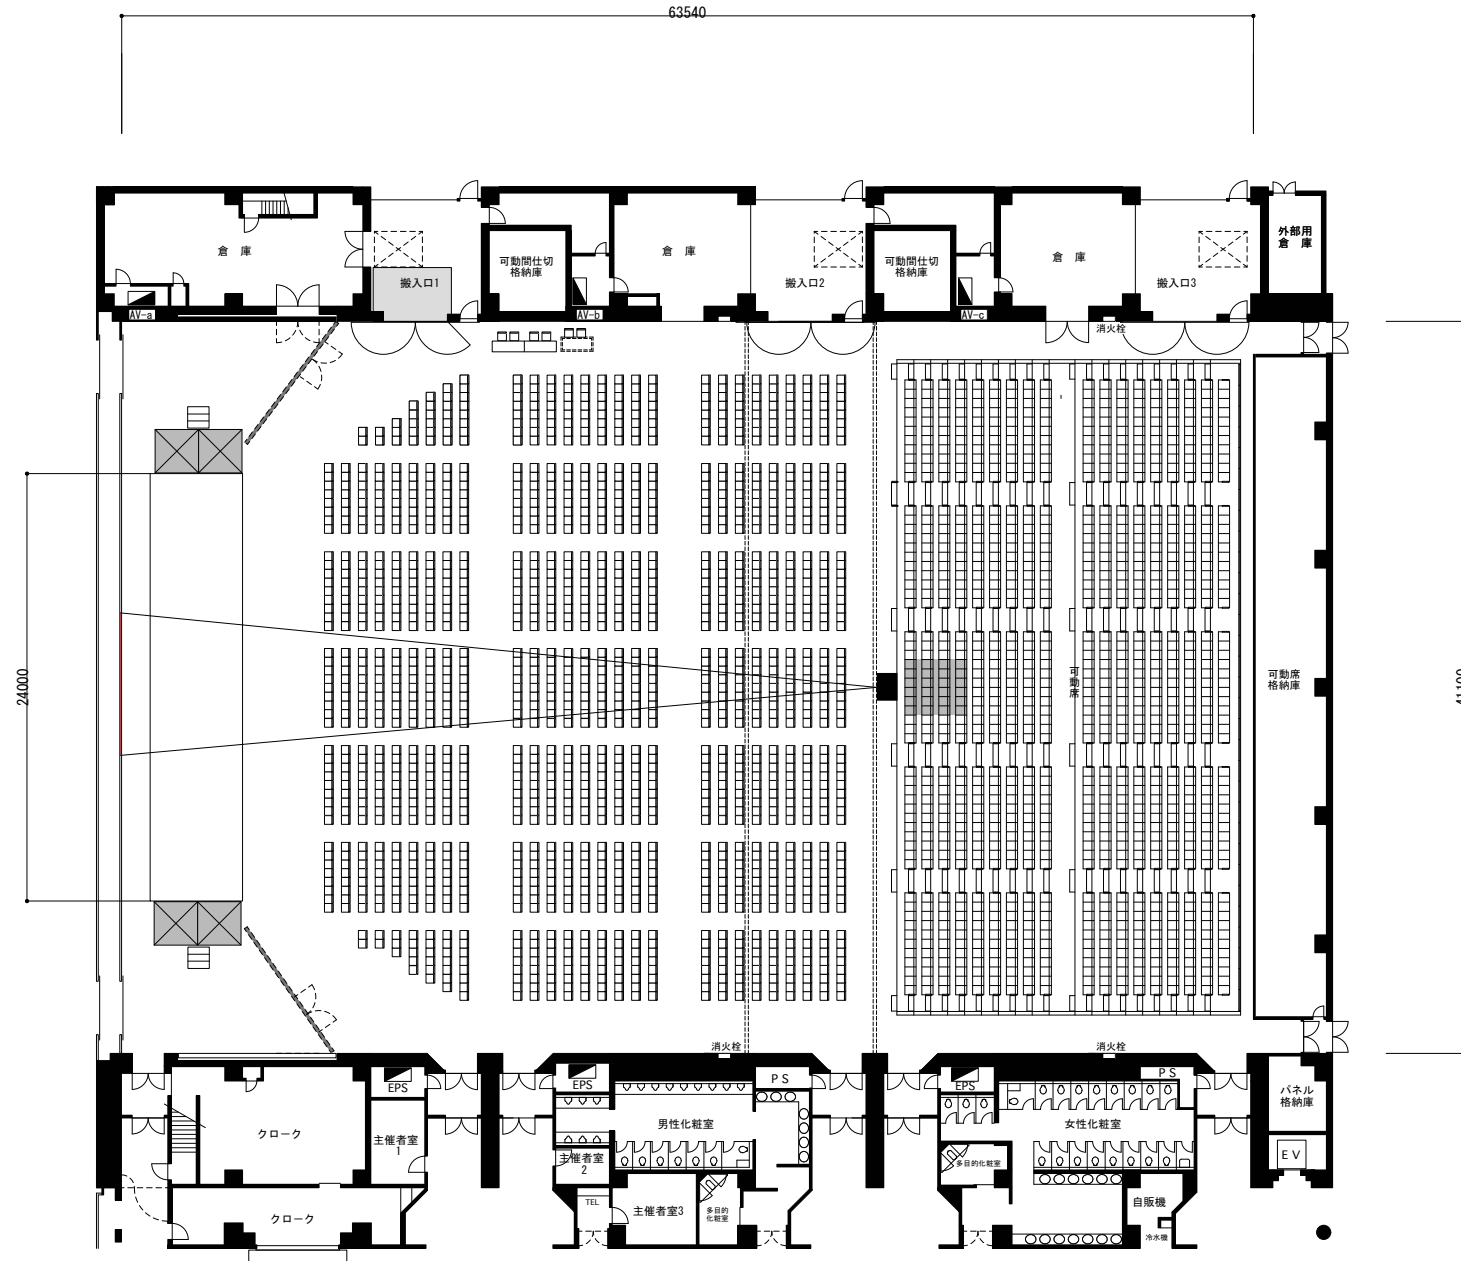 63540
倉 庫
搬入口1
可動間仕切
格納庫
倉 庫
搬入口2
可動間仕切
格納庫
倉 庫
搬入口3
外部用
倉 庫
AV-a
AV-b
AV-c
消火栓
24000
可動席
可動席
格納庫
41100
消火栓
消火栓
EPS
クローク
主催者室
1
クローク
EPS
PS
男性化粧室
主催者室
2
TEL
主催者室3
多目的
化粧室
EPS
PS
女性化粧室
多目的化粧室
自販機
冷水機
パネル
格納庫
EV